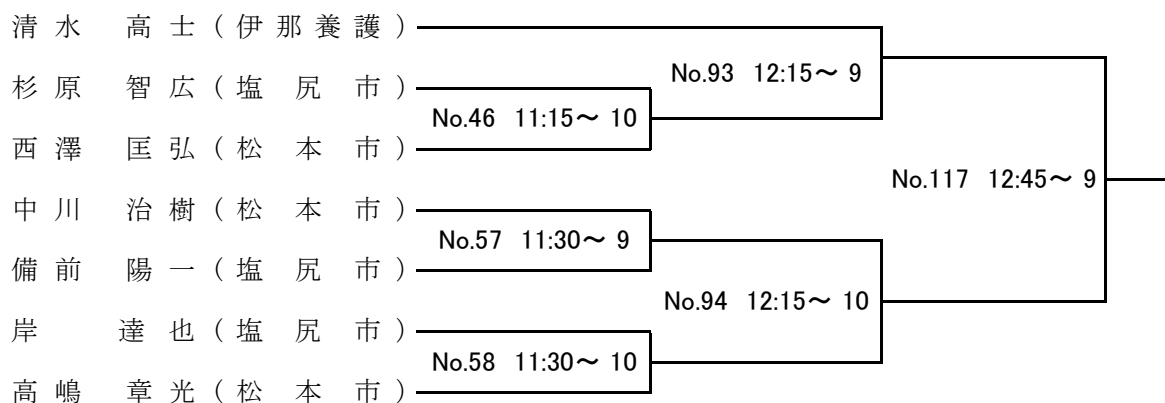 清水 高士(伊那養護)
No.93 12:15～ 9
杉原 智広(塩尻市)
No.46 11:15～ 10
西澤 匡弘(松本市)
No.117 12:45～ 9
中川 治樹(松本市)
No.57 11:30～ 9
備前 陽一(塩尻市)
No.94 12:15～ 10
岸 達也(塩尻市)
No.58 11:30～ 10
高嶋 章光(松本市)